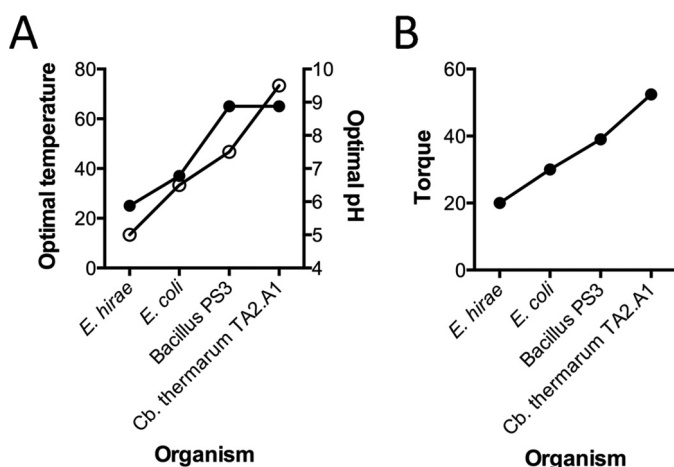 A
80
60
40
20
0
Optimal temperature
10
9
8
7
6
5
4
Optimal pH
E. hirae
E. coli
Bacillus PS3
Cb. thermarum TA2.A1
Organism
B
60
40
20
0
Torque
E. hirae
E. coli
Bacillus PS3
Cb. thermarum TA2.A1
Organism